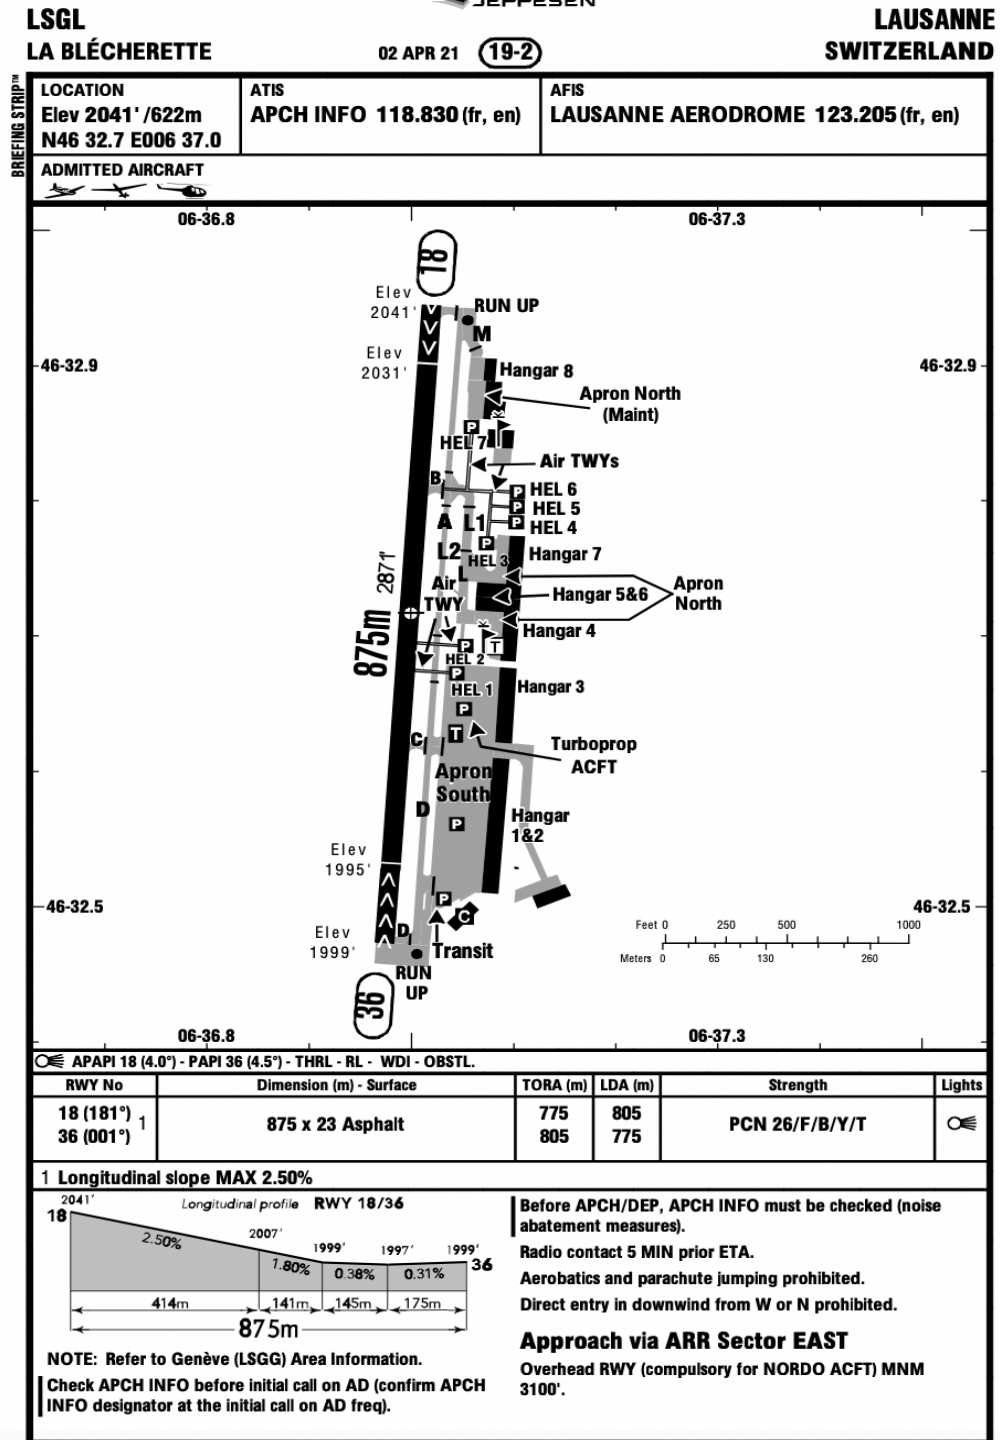 JEPPESEN
LSGL
LAUSANNE
LA BLÉCHERETTE
02 APR 21
19-2
SWITZERLAND
BRIEFING STRIP™
LOCATION
Elev 2041' /622m
N46 32.7 E006 37.0
ATIS
APCH INFO 118.830 (fr, en)
AFIS
LAUSANNE AERODROME 123.205 (fr, en)
ADMITTED AIRCRAFT
06-36.8
06-37.3
18
Elev
2041'
RUN UP
M
Elev
2031'
46-32.9
46-32.9
Hangar 8
Apron North
(Maint)
P
HEL 7
Air TWYs
B
P HEL 6
P HEL 5
P HEL 4
A
L1
P
HEL 3
L2
L
Hangar 7
Hangar 5&6
Apron
North
Hangar 4
Air
TWY
2871'
875m
T
P
HEL 2
P
HEL 1
Hangar 3
P
T
C
Turboprop
ACFT
Apron
South
D
P
Hangar
1&2
Elev
1995'
46-32.5
46-32.5
P
C
Elev
1999'
D
Transit
RUN
UP
36
Feet 0 250 500 1000
Meters 0 65 130 260
06-36.8
06-37.3
APAPI 18 (4.0°) - PAPI 36 (4.5°) - THRL - RL - WDI - OBSTL.
RWY No
Dimension (m) - Surface
TORA (m)
LDA (m)
Strength
Lights
18 (181°)
36 (001°)
1
875 x 23 Asphalt
775
805
805
775
PCN 26/F/B/Y/T
1 Longitudinal slope MAX 2.50%
Longitudinal profile RWY 18/36
2041'
18
2.50%
2007'
1.80%
1999'
0.38%
1997'
0.31%
1999'
36
414m
141m
145m
175m
875m
NOTE: Refer to Genève (LSGG) Area Information.
Check APCH INFO before initial call on AD (confirm APCH
INFO designator at the initial call on AD freq).
Before APCH/DEP, APCH INFO must be checked (noise
abatement measures).
Radio contact 5 MIN prior ETA.
Aerobatics and parachute jumping prohibited.
Direct entry in downwind from W or N prohibited.
Approach via ARR Sector EAST
Overhead RWY (compulsory for NORDO ACFT) MNM
3100'.